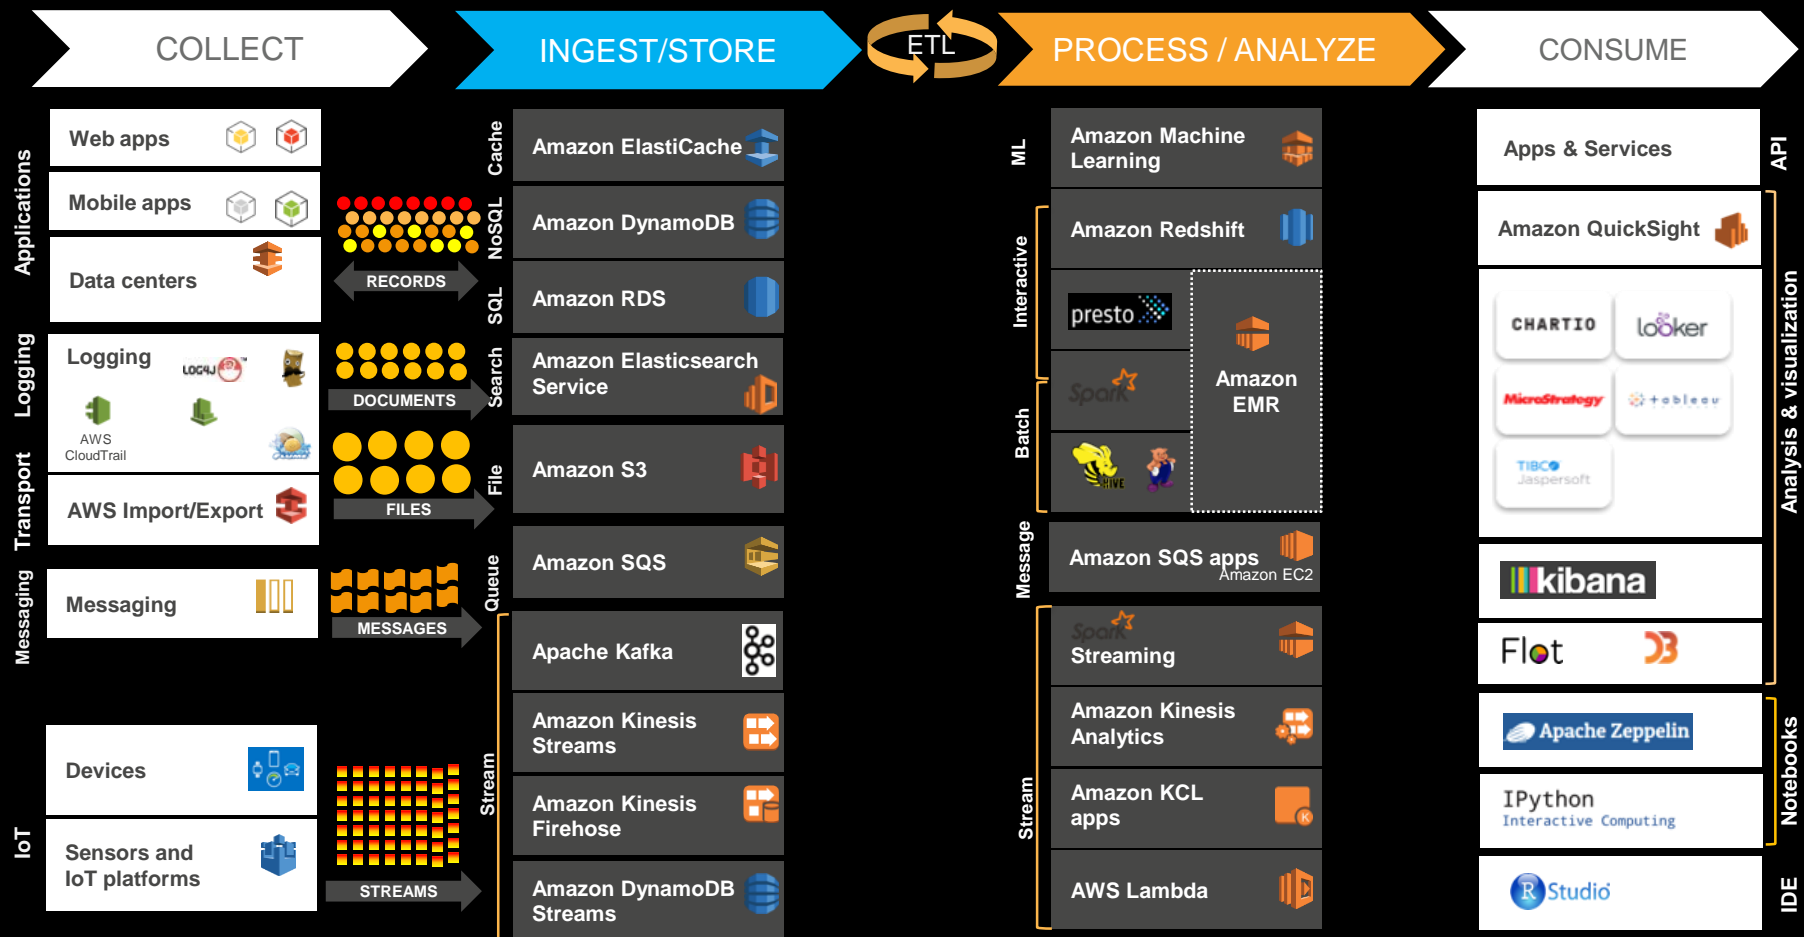 COLLECT
INGEST/STORE
ETL
PROCESS / ANALYZE
CONSUME
Applications
Web apps
Mobile apps
Data centers
Logging
Logging
LOG4J
AWS
CloudTrail
Transport
AWS Import/Export
Messaging
Messaging
IoT
Devices
Sensors and
IoT platforms
RECORDS
DOCUMENTS
FILES
MESSAGES
STREAMS
Cache
Amazon ElastiCache
NoSQL
Amazon DynamoDB
SQL
Amazon RDS
Search
Amazon Elasticsearch
Service
File
Amazon S3
Queue
Amazon SQS
Stream
Apache Kafka
Amazon Kinesis
Streams
Amazon Kinesis
Firehose
Amazon DynamoDB
Streams
ML
Amazon Machine
Learning
Interactive
Amazon Redshift
presto
Spark
Batch
HIVE
Amazon
EMR
Message
Amazon SQS apps
Amazon EC2
Stream
Spark
Streaming
Amazon Kinesis
Analytics
Amazon KCL
apps
K
AWS Lambda
API
Apps & Services
Analysis & visualization
Amazon QuickSight
CHARTIO
looker
MicroStrategy
+ableau
TIBCO
Jaspersoft
kibana
Flot
D3
Notebooks
Apache Zeppelin
IPython
Interactive Computing
IDE
R Studio